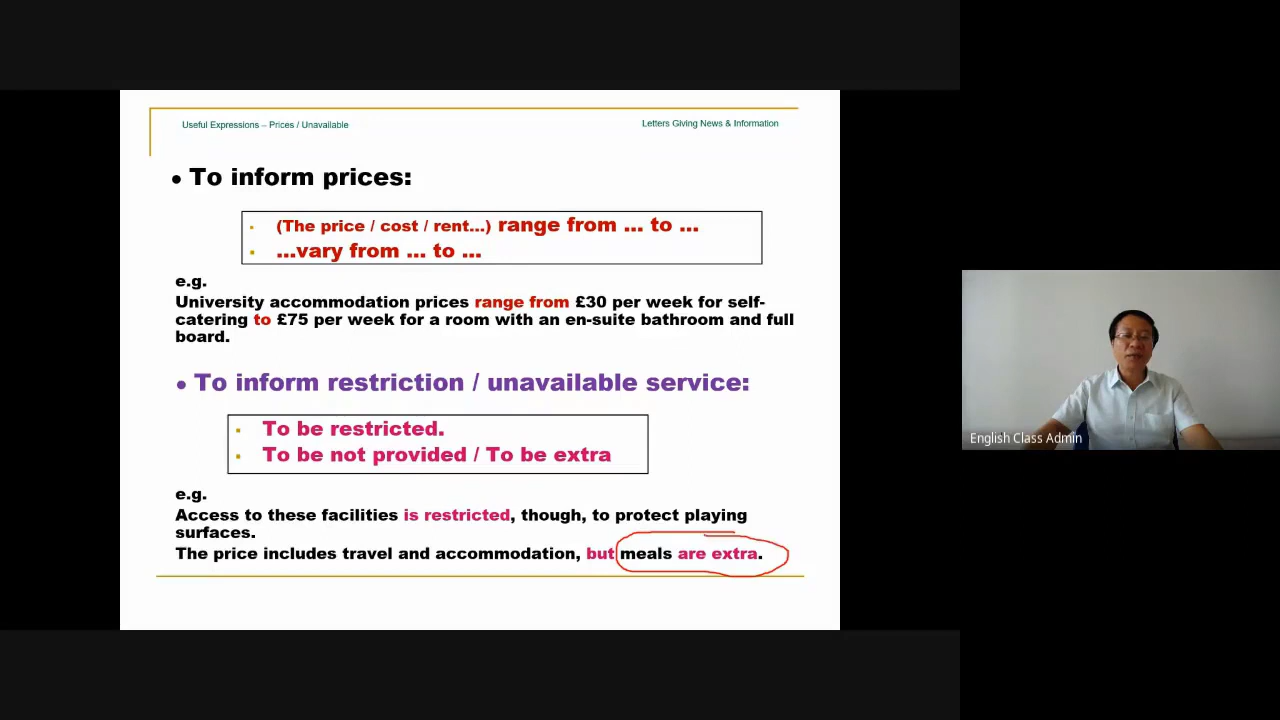 Useful Expressions – Prices / Unavailable
Letters Giving News & Information
● To inform prices:
▪ (The price / cost / rent...) range from ... to ...
▪ ...vary from ... to ...
e.g.
University accommodation prices range from £30 per week for self-
catering to £75 per week for a room with an en-suite bathroom and full
board.
● To inform restriction / unavailable service:
▪ To be restricted.
▪ To be not provided / To be extra
e.g.
Access to these facilities is restricted, though, to protect playing
surfaces.
The price includes travel and accommodation, but meals are extra.
English Class Admin